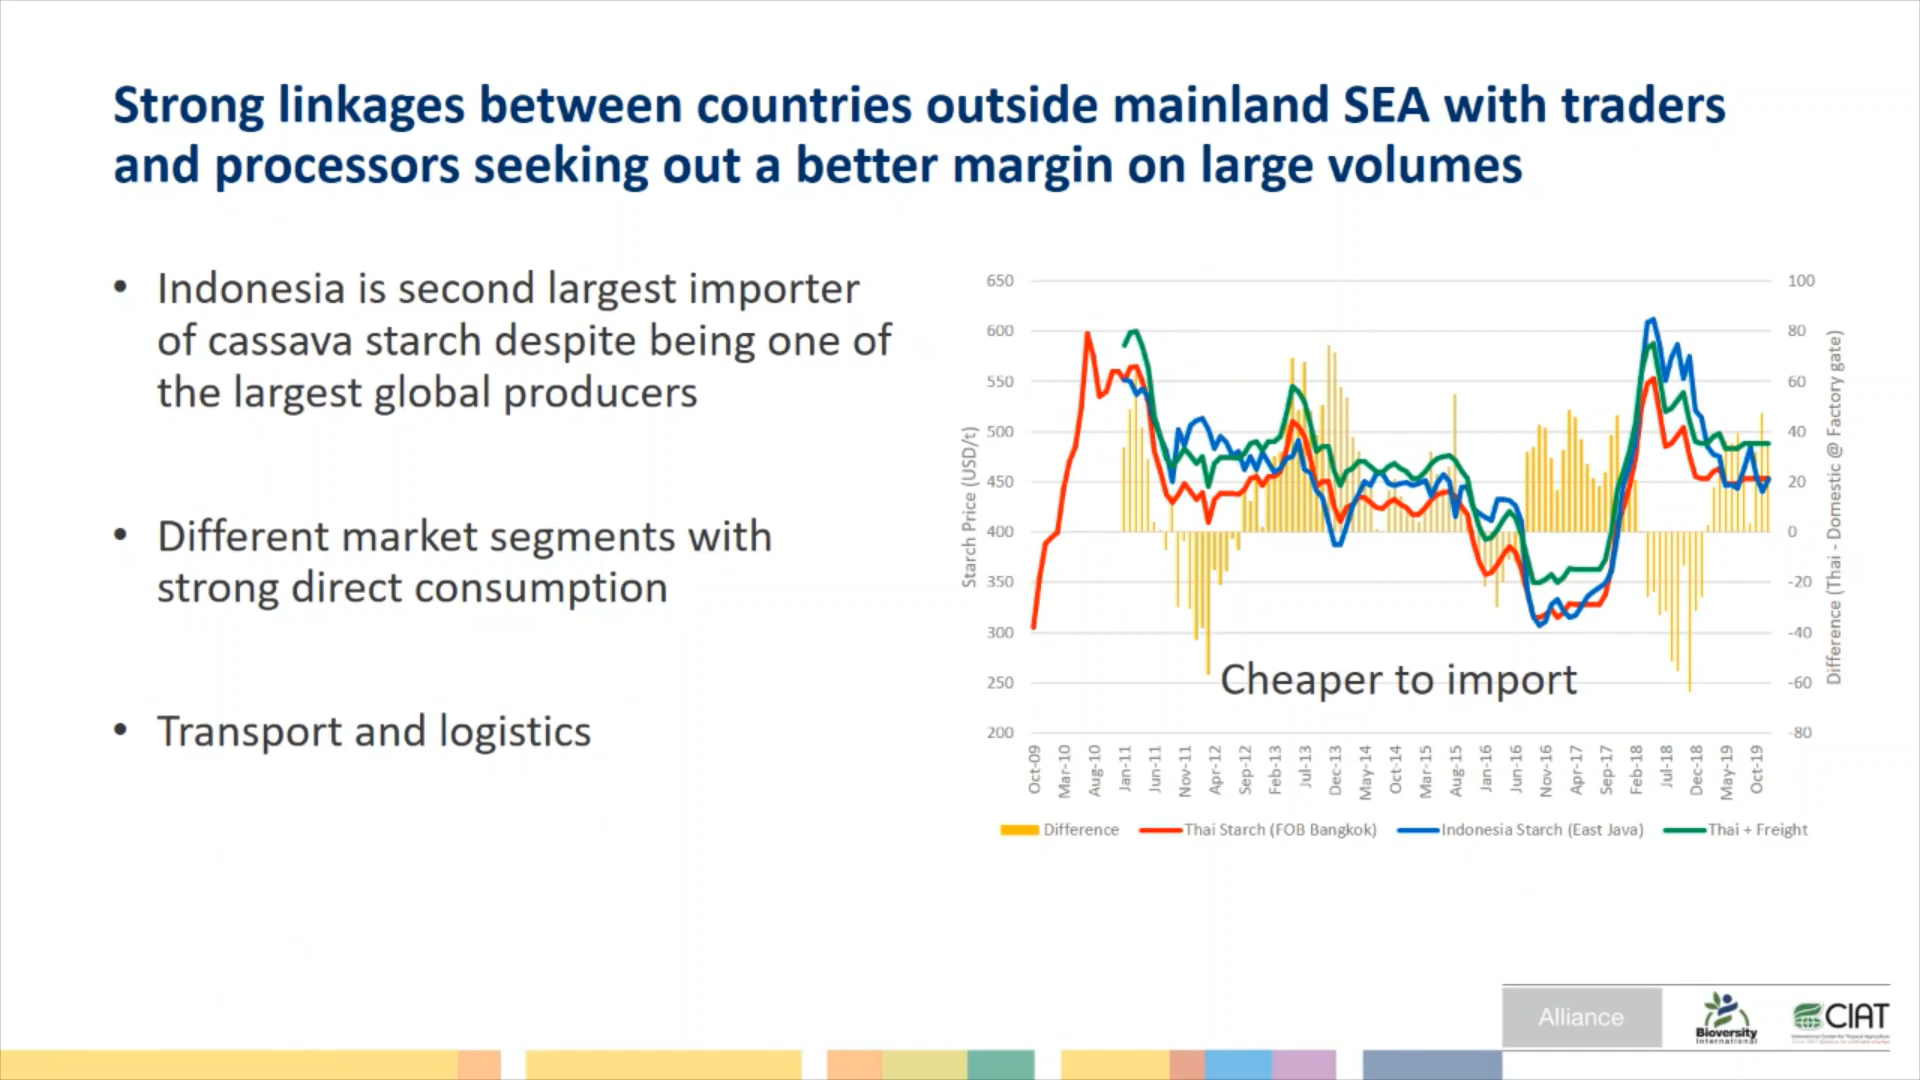 Strong linkages between countries outside mainland SEA with traders
and processors seeking out a better margin on large volumes
• Indonesia is second largest importer
of cassava starch despite being one of
the largest global producers
• Different market segments with
strong direct consumption
• Transport and logistics
Starch Price (USD/t)
650
600
550
500
450
400
350
300
250
200
100
80
60
40
20
0
-20
-40
-60
-80
Difference (Thai - Domestic @ Factory gate)
Cheaper to import
Oct-09
Mar-10
Aug-10
Jan-11
Jun-11
Nov-11
Apr-12
Sep-12
Feb-13
Jul-13
Dec-13
May-14
Oct-14
Mar-15
Aug-15
Jan-16
Jun-16
Nov-16
Apr-17
Sep-17
Feb-18
Jul-18
Dec-18
May-19
Oct-19
Difference Thai Starch (FOB Bangkok) Indonesia Starch (East Java) Thai + Freight
Alliance
Bioversity
International
CIAT